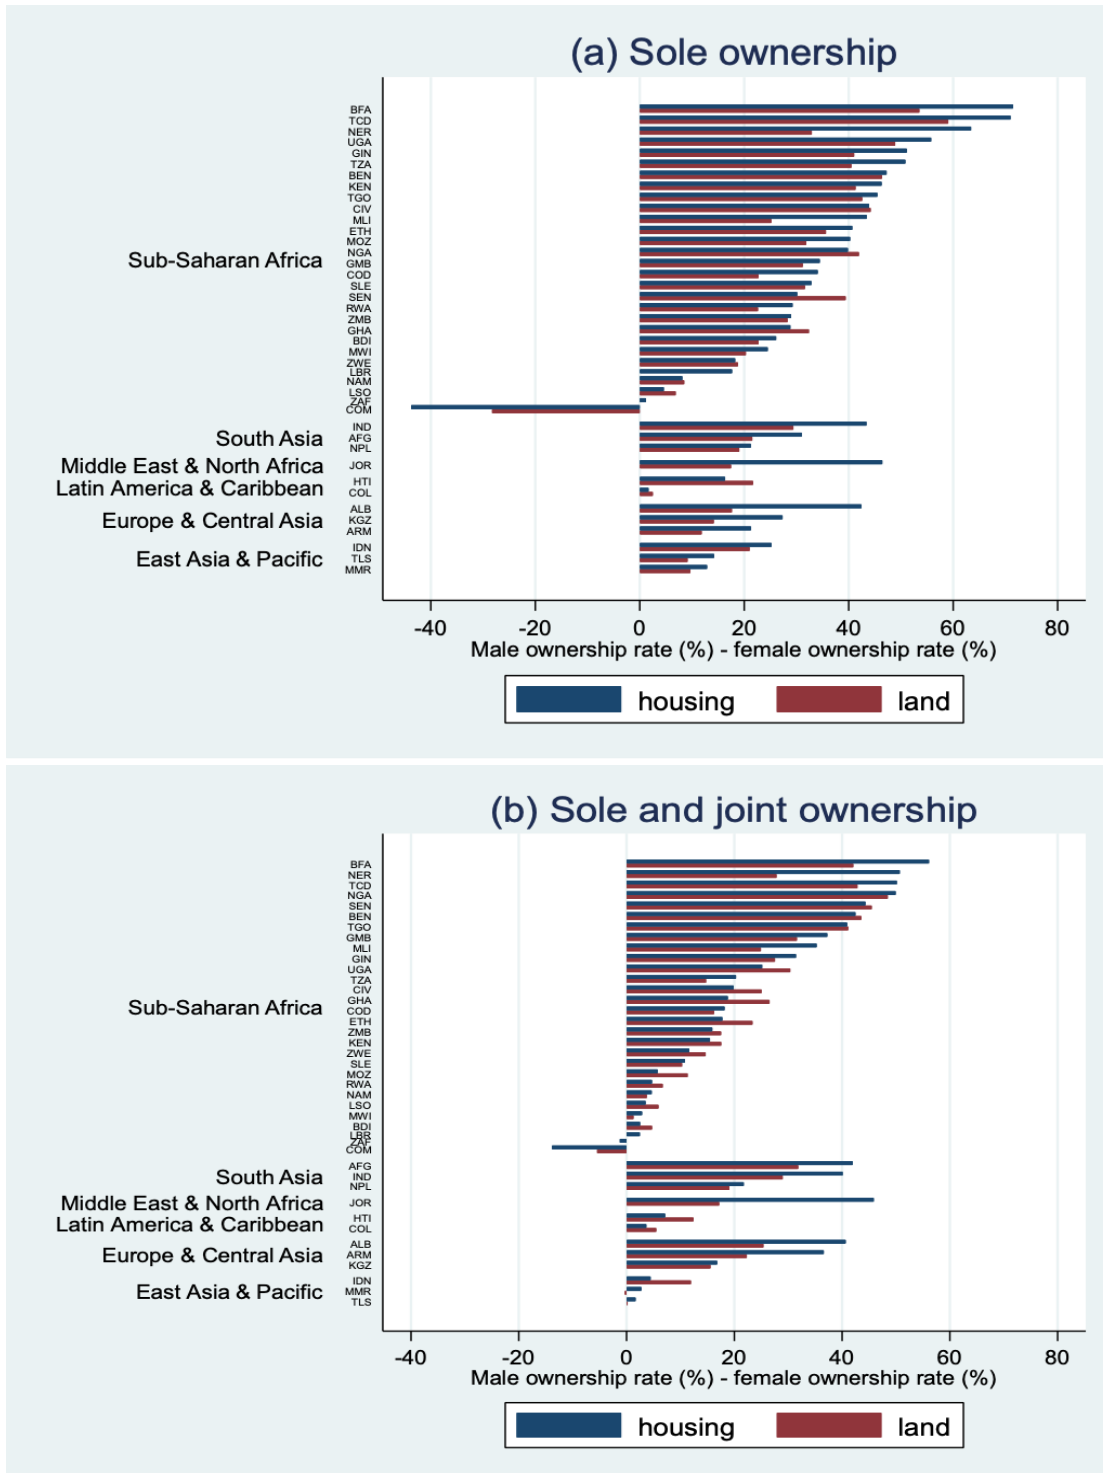 (a) Sole ownership
BFA
TCD
NER
UGA
GIN
TZA
BEN
KEN
TGO
CIV
MLI
ETH
MOZ
NGA
Sub-Saharan Africa
GMB
COD
SLE
SEN
RWA
ZMB
GHA
BDI
MWI
ZWE
LBR
NAM
LSO
ZAF
COM
IND
South Asia
AFG
NPL
Middle East & North Africa
JOR
HTI
Latin America & Caribbean
COL
ALB
Europe & Central Asia
KGZ
ARM
IDN
East Asia & Pacific
TLS
MMR
-40 -20 0 20 40 60 80
Male ownership rate (%) - female ownership rate (%)
housing land
(b) Sole and joint ownership
BFA
NER
TCD
NGA
SEN
BEN
TGO
GMB
MLI
GIN
UGA
TZA
CIV
GHA
Sub-Saharan Africa
COD
ETH
ZMB
KEN
ZWE
SLE
MOZ
RWA
NAM
LSO
MWI
BDI
LBR
ZAF
COM
AFG
South Asia
IND
NPL
Middle East & North Africa
JOR
HTI
Latin America & Caribbean
COL
ALB
Europe & Central Asia
ARM
KGZ
IDN
East Asia & Pacific
MMR
TLS
-40 -20 0 20 40 60 80
Male ownership rate (%) - female ownership rate (%)
housing land